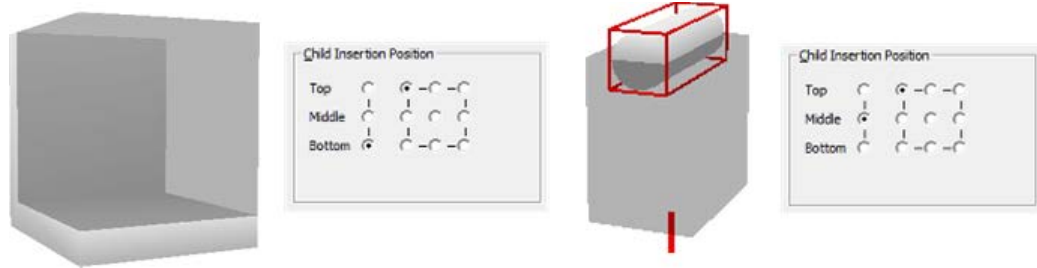 Child Insertion Position
Top
Middle
Bottom
Child Insertion Position
Top
Middle
Bottom